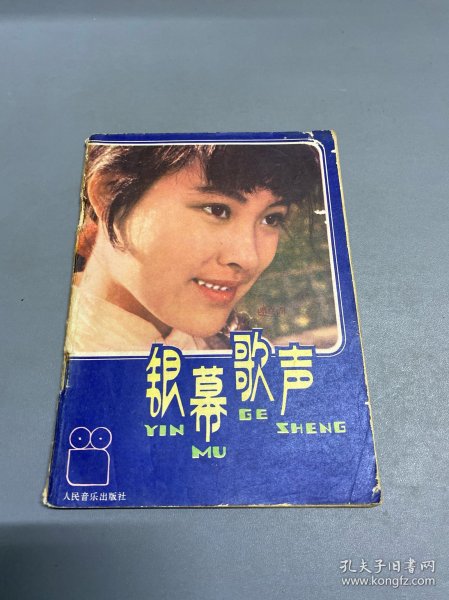 银幕歌声
YIN MU GE SHENG
人民音乐出版社
孔夫子旧书网
www.kongfz.com